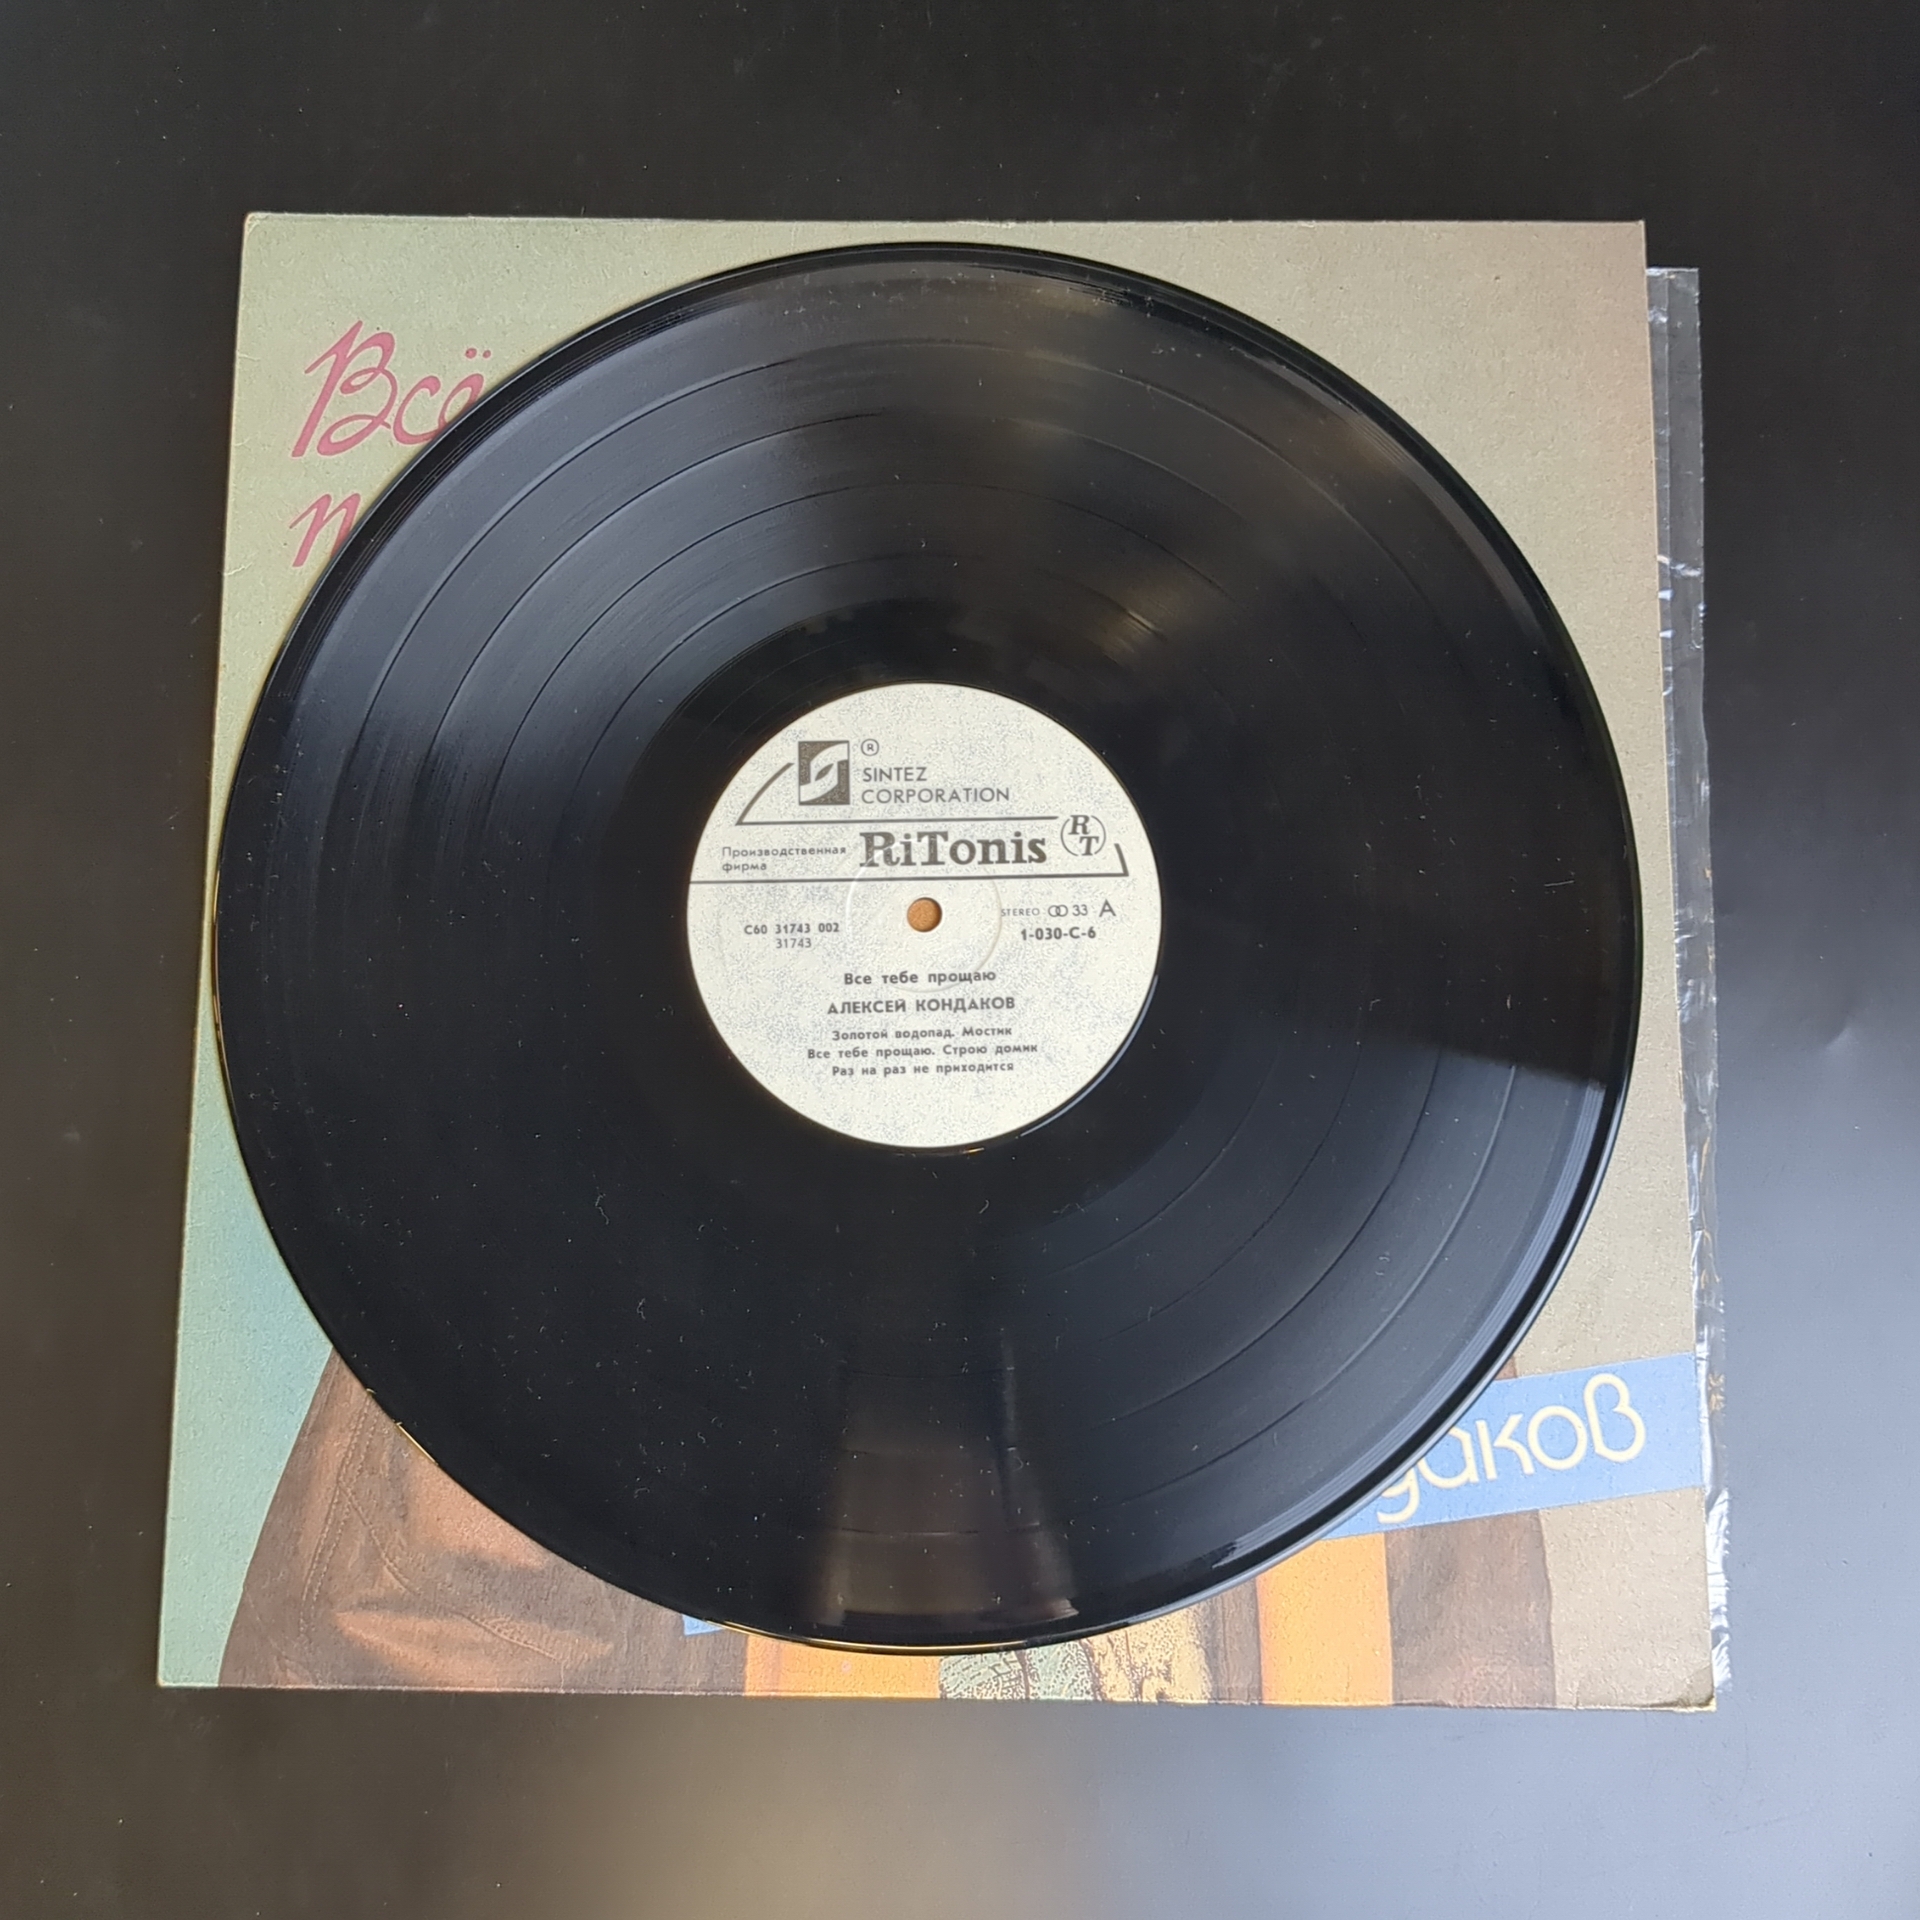 Всё
п
®
SINTEZ
CORPORATION
Производственная
фирма
RiTonis
RT
C60 31743 002
31743
STEREO 33 A
1-030-С-6
Все тебе прощаю
АЛЕКСЕЙ КОНДАКОВ
Золотой водопад. Мостик
Все тебе прощаю. Строю домик
Раз на раз не приходится
даков